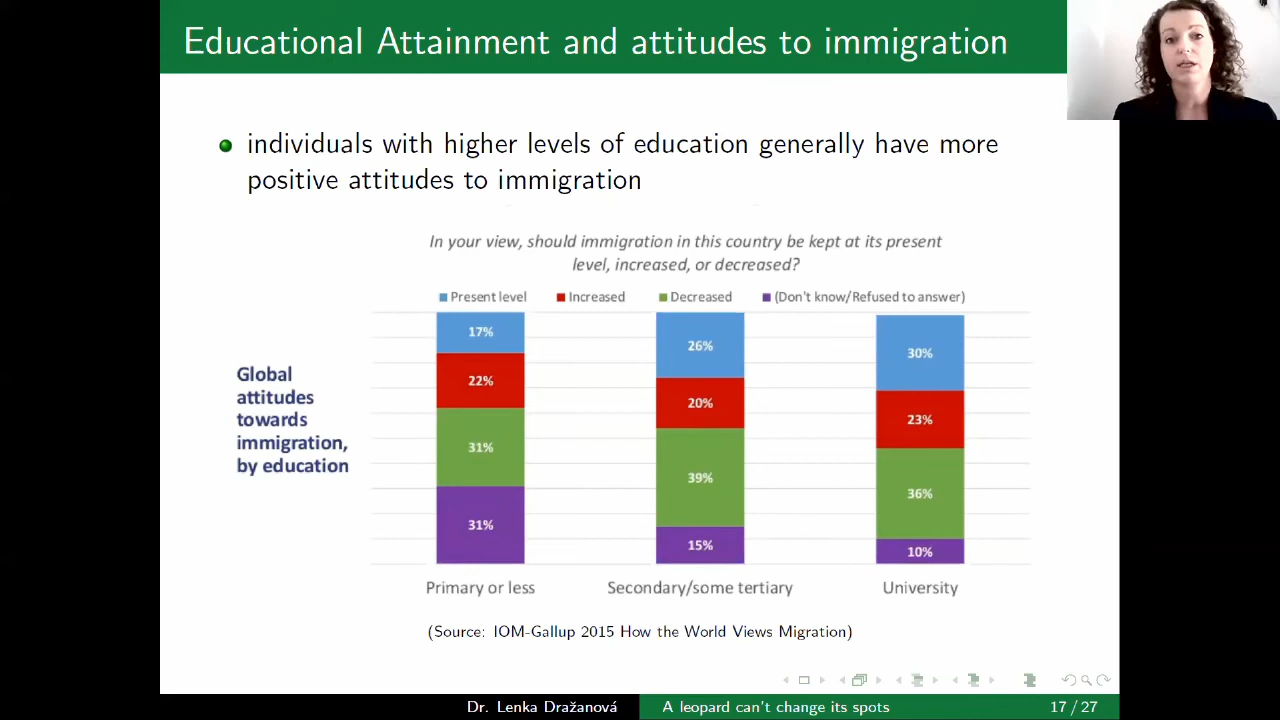 Educational Attainment and attitudes to immigration
individuals with higher levels of education generally have more
positive attitudes to immigration
In your view, should immigration in this country be kept at its present
level, increased, or decreased?
Present level Increased Decreased (Don't know/Refused to answer)
Global
attitudes
towards
immigration,
by education
17% 26% 30%
22% 20% 23%
31% 39% 36%
31% 15% 10%
Primary or less Secondary/some tertiary University
(Source: IOM-Gallup 2015 How the World Views Migration)
Dr. Lenka Dražanová A leopard can't change its spots 17 / 27